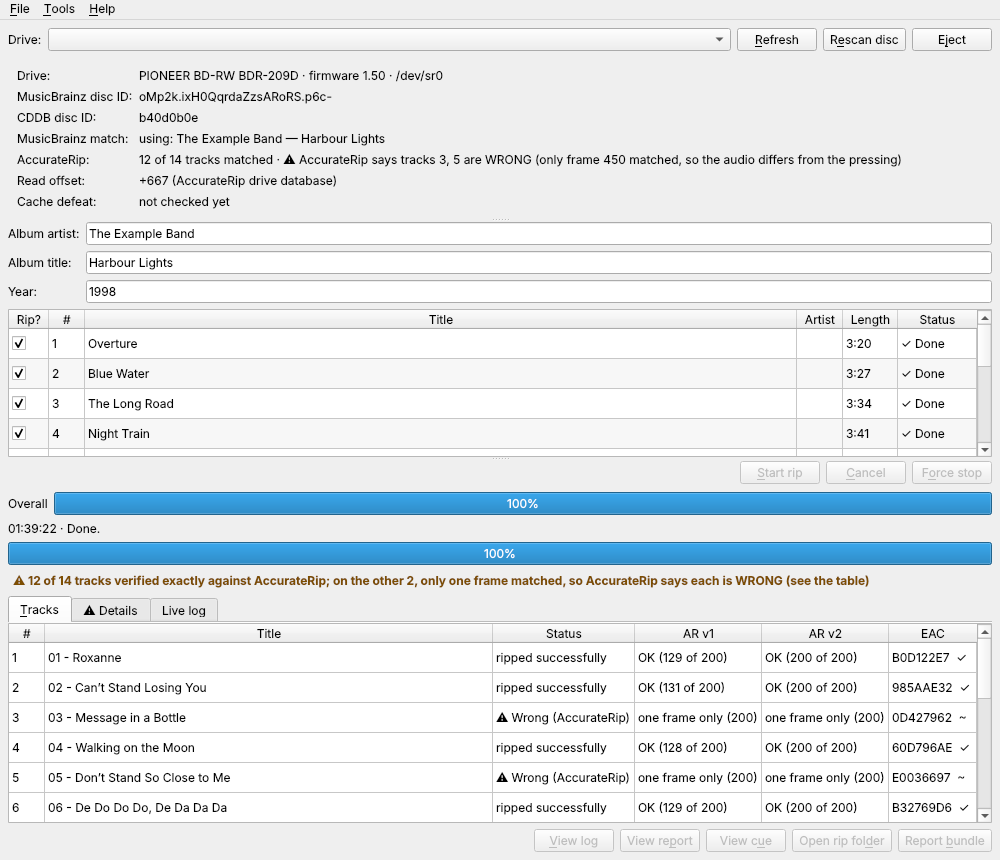 File Tools Help
Drive: Refresh Rescan disc Eject
Drive: PIONEER BD-RW BDR-209D · firmware 1.50 · /dev/sr0
MusicBrainz disc ID: oMp2k.ixH0QqrdaZzsARoRS.p6c-
CDDB disc ID: b40d0b0e
MusicBrainz match: using: The Example Band — Harbour Lights
AccurateRip: 12 of 14 tracks matched · ⚠ AccurateRip says tracks 3, 5 are WRONG (only frame 450 matched, so the audio differs from the pressing)
Read offset: +667 (AccurateRip drive database)
Cache defeat: not checked yet
Album artist: The Example Band
Album title: Harbour Lights
Year: 1998
Rip? # Title Artist Length Status
1 Overture 3:20 ✓ Done
2 Blue Water 3:27 ✓ Done
3 The Long Road 3:34 ✓ Done
4 Night Train 3:41 ✓ Done
Start rip Cancel Force stop
Overall 100%
01:39:22 · Done.
100%
⚠ 12 of 14 tracks verified exactly against AccurateRip; on the other 2, only one frame matched, so AccurateRip says each is WRONG (see the table)
Tracks ⚠ Details Live log
# Title Status AR v1 AR v2 EAC
1 01 - Roxanne ripped successfully OK (129 of 200) OK (200 of 200) B0D122E7 ✓
2 02 - Can’t Stand Losing You ripped successfully OK (131 of 200) OK (200 of 200) 985AAE32 ✓
3 03 - Message in a Bottle ⚠ Wrong (AccurateRip) one frame only (200) one frame only (200) 0D427962 ~
4 04 - Walking on the Moon ripped successfully OK (128 of 200) OK (200 of 200) 60D796AE ✓
5 05 - Don’t Stand So Close to Me ⚠ Wrong (AccurateRip) one frame only (200) one frame only (200) E0036697 ~
6 06 - De Do Do Do, De Da Da Da ripped successfully OK (129 of 200) OK (200 of 200) B32769D6 ✓
View log View report View cue Open rip folder Report bundle